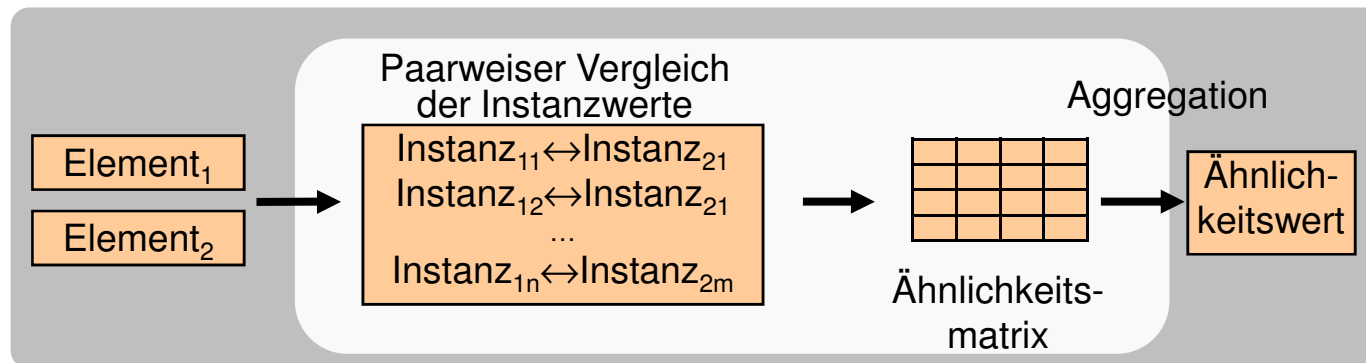 Paarweiser Vergleich
der Instanzwerte
Element₁
Element₂
Instanz₁₁↔Instanz₂₁
Instanz₁₂↔Instanz₂₁
...
Instanz₁ₙ↔Instanz₂ₘ
Ähnlichkeits-
matrix
Aggregation
Ähnlich-
keitswert